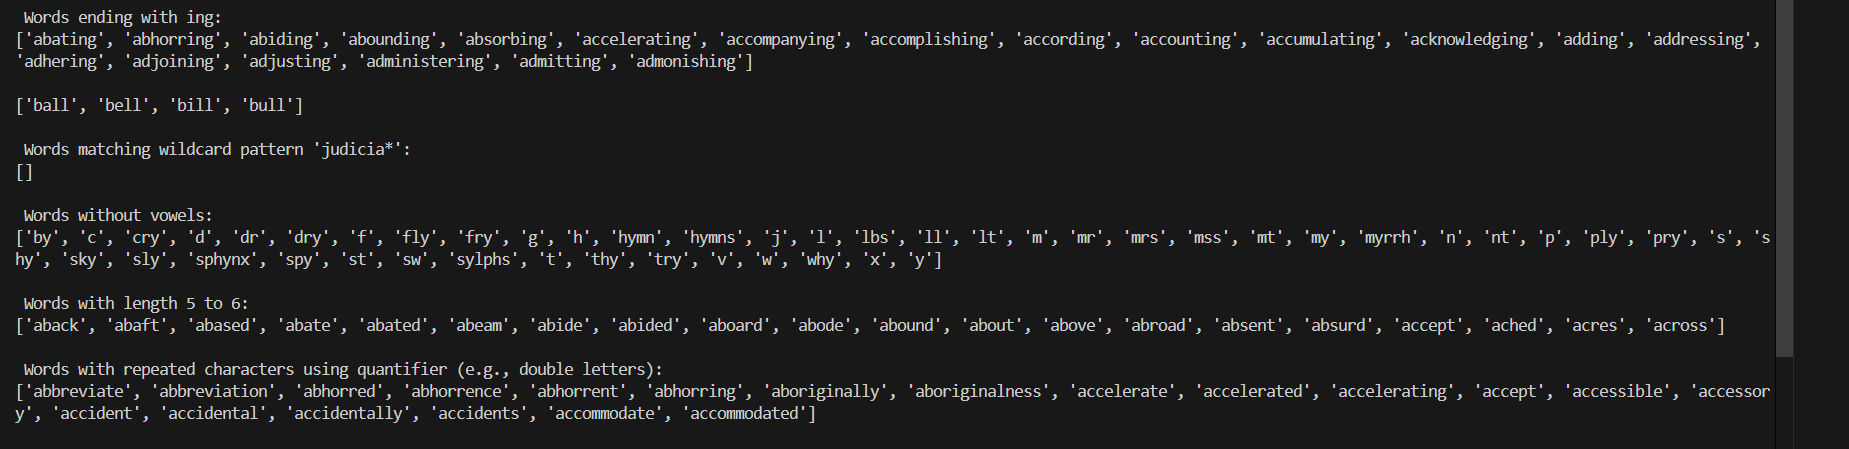 Words ending with ing:
['abating', 'abhorring', 'abiding', 'abounding', 'absorbing', 'accelerating', 'accompanying', 'accomplishing', 'according', 'accounting', 'accumulating', 'acknowledging', 'adding', 'addressing',
'adhering', 'adjoining', 'adjusting', 'administering', 'admitting', 'admonishing']
['ball', 'bell', 'bill', 'bull']
Words matching wildcard pattern 'judicia*':
[]
Words without vowels:
['by', 'c', 'cry', 'd', 'dr', 'dry', 'f', 'fly', 'fry', 'g', 'h', 'hymn', 'hymns', 'j', 'l', 'lbs', 'll', 'lt', 'm', 'mr', 'mrs', 'mss', 'mt', 'my', 'myrrh', 'n', 'nt', 'p', 'ply', 'pry', 's', 's
hy', 'sky', 'sly', 'sphynx', 'spy', 'st', 'sw', 'sylphs', 't', 'thy', 'try', 'v', 'w', 'why', 'x', 'y']
Words with length 5 to 6:
['aback', 'abaft', 'abased', 'abate', 'abated', 'abeam', 'abide', 'abided', 'aboard', 'abode', 'abound', 'about', 'above', 'abroad', 'absent', 'absurd', 'accept', 'ached', 'acres', 'across']
Words with repeated characters using quantifier (e.g., double letters):
['abbreviate', 'abbreviation', 'abhorred', 'abhorrence', 'abhorrent', 'abhorring', 'aboriginally', 'aboriginalness', 'accelerate', 'accelerated', 'accelerating', 'accept', 'accessible', 'accessor
y', 'accident', 'accidental', 'accidentally', 'accidents', 'accommodate', 'accommodated']